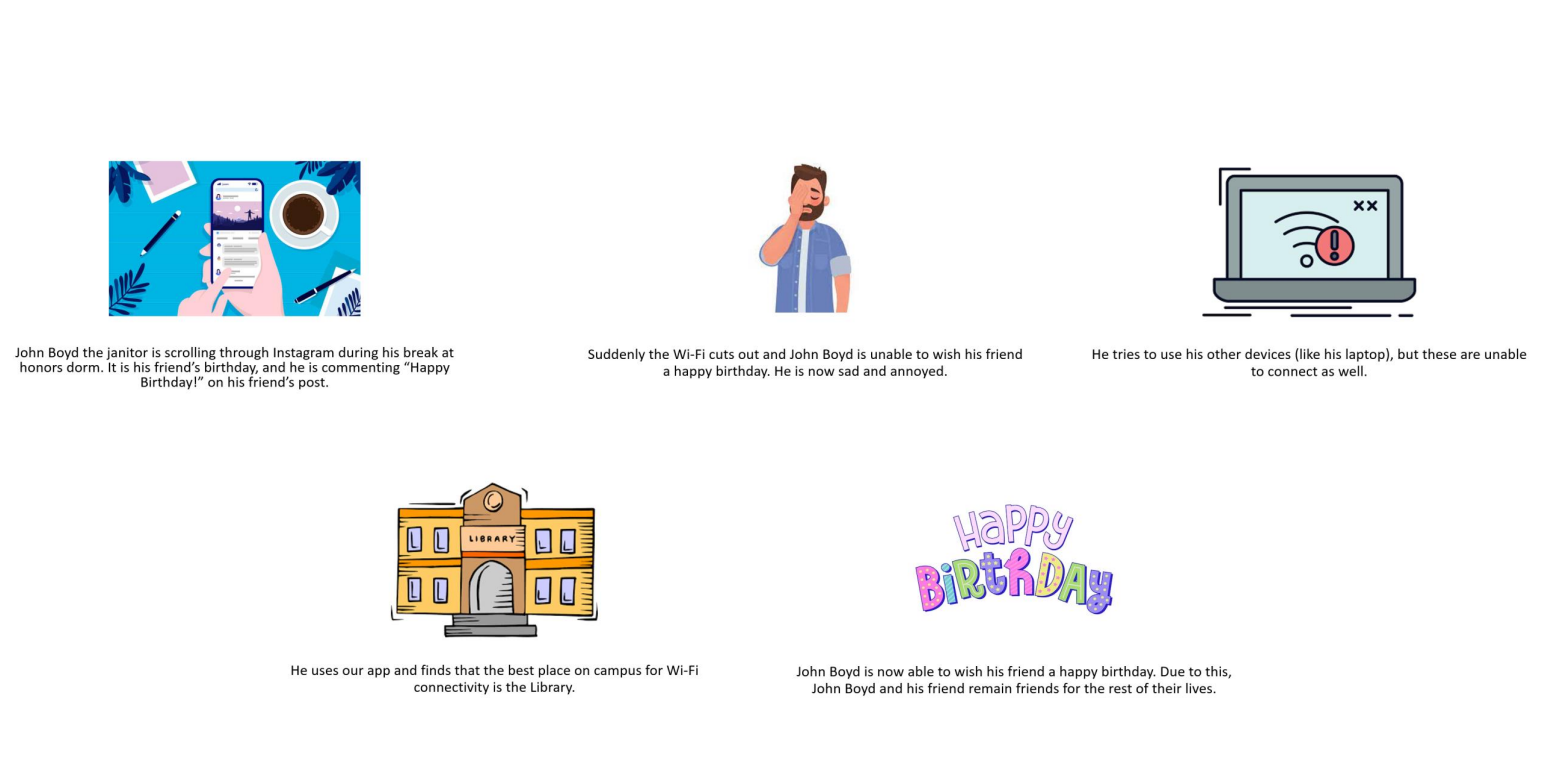 John Boyd the janitor is scrolling through Instagram during his break at
honors dorm. It is his friend’s birthday, and he is commenting “Happy
Birthday!” on his friend’s post.
Suddenly the Wi-Fi cuts out and John Boyd is unable to wish his friend
a happy birthday. He is now sad and annoyed.
He tries to use his other devices (like his laptop), but these are unable
to connect as well.
LIBRARY
He uses our app and finds that the best place on campus for Wi-Fi
connectivity is the Library.
HAPPY
BIRTHDAY
John Boyd is now able to wish his friend a happy birthday. Due to this,
John Boyd and his friend remain friends for the rest of their lives.